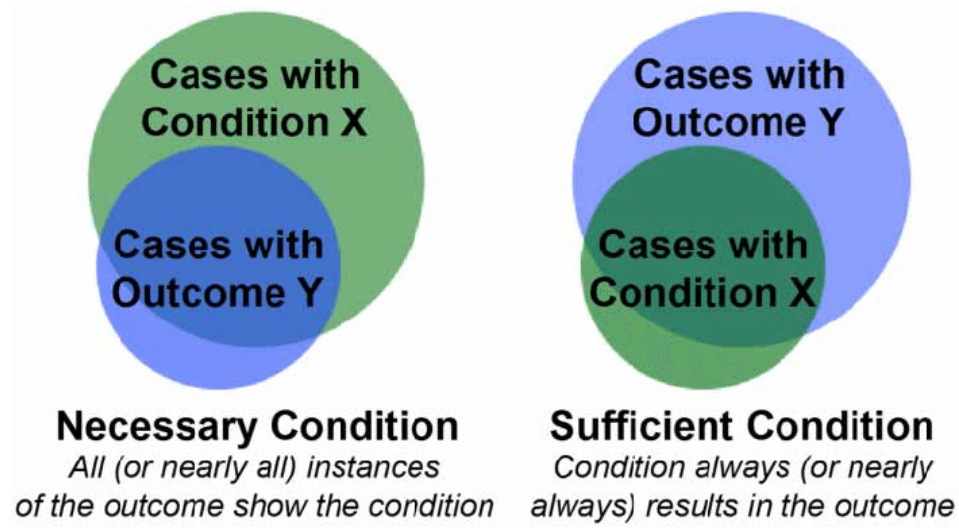 Cases with
Condition X
Cases with
Outcome Y
Necessary Condition
All (or nearly all) instances
of the outcome show the condition
Cases with
Outcome Y
Cases with
Condition X
Sufficient Condition
Condition always (or nearly
always) results in the outcome